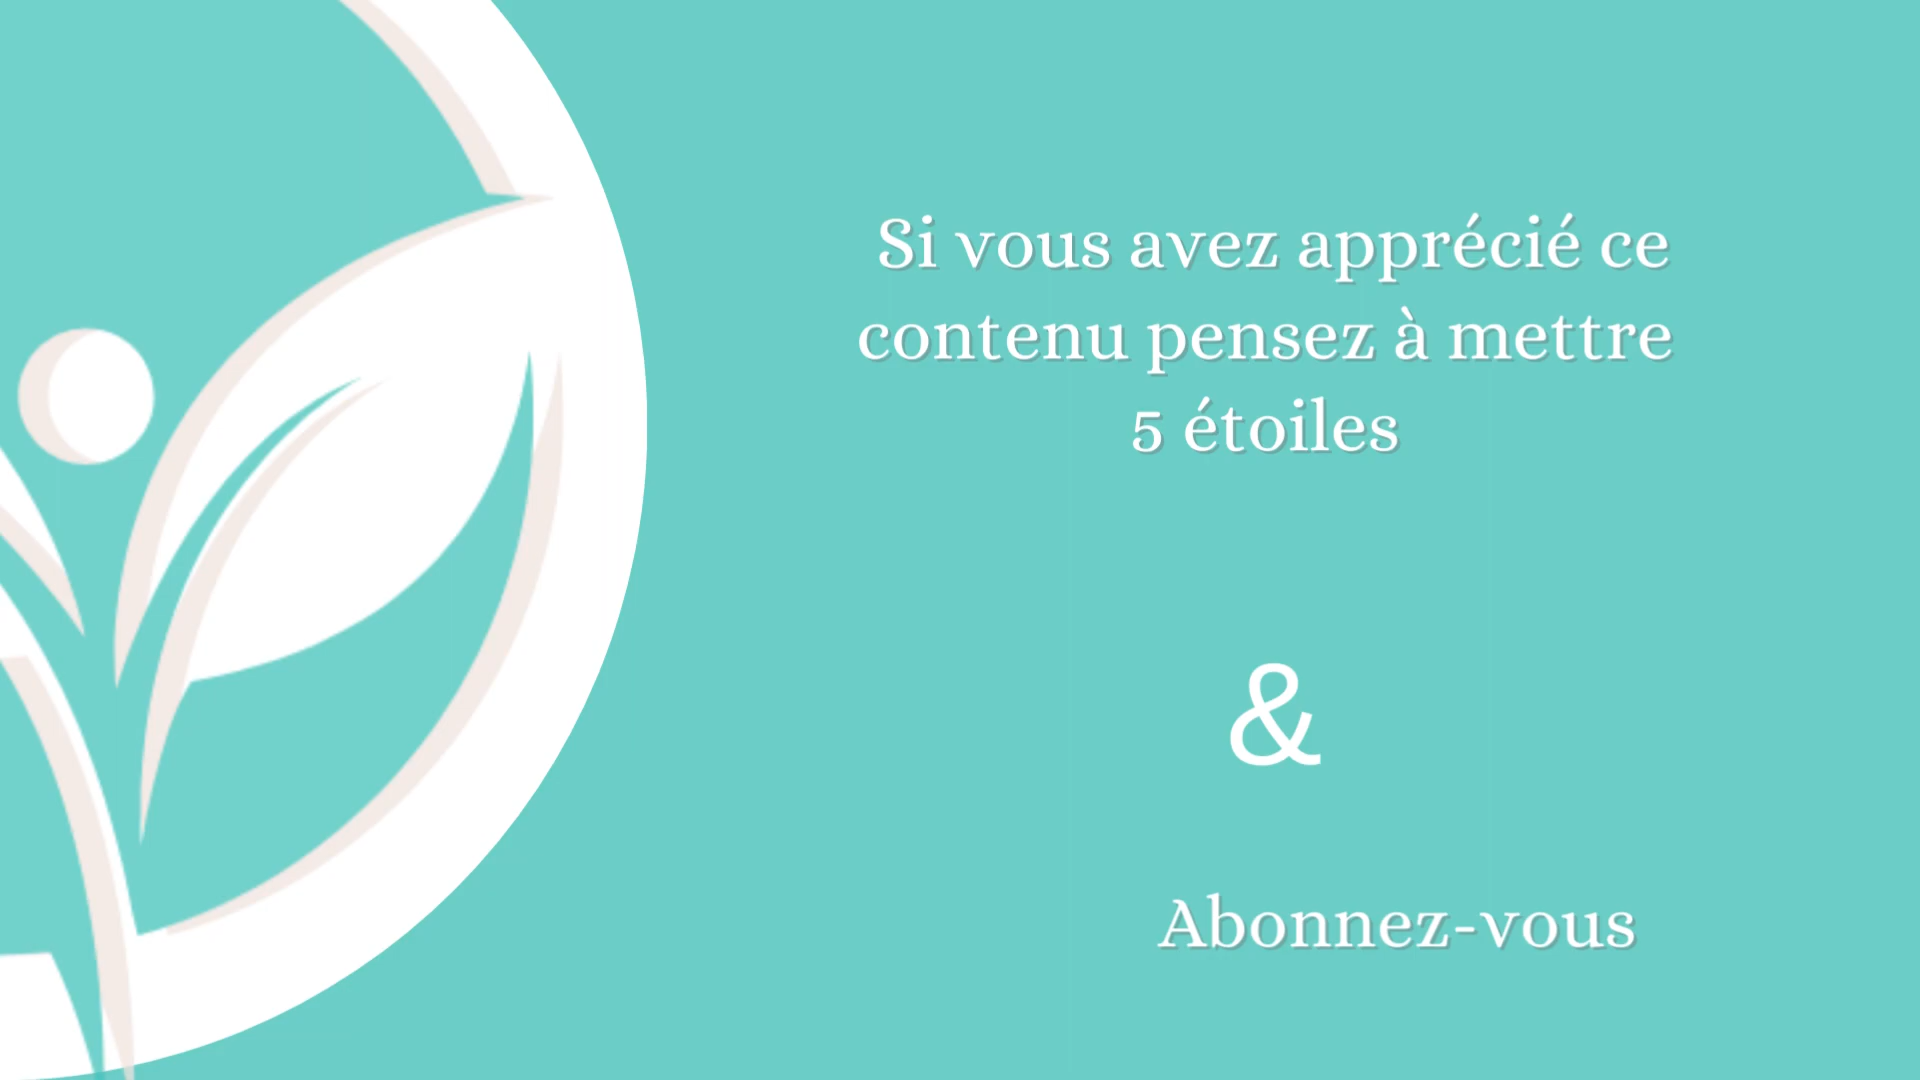 Si vous avez apprécié ce
contenu pensez à mettre
5 étoiles
&
Abonnez-vous